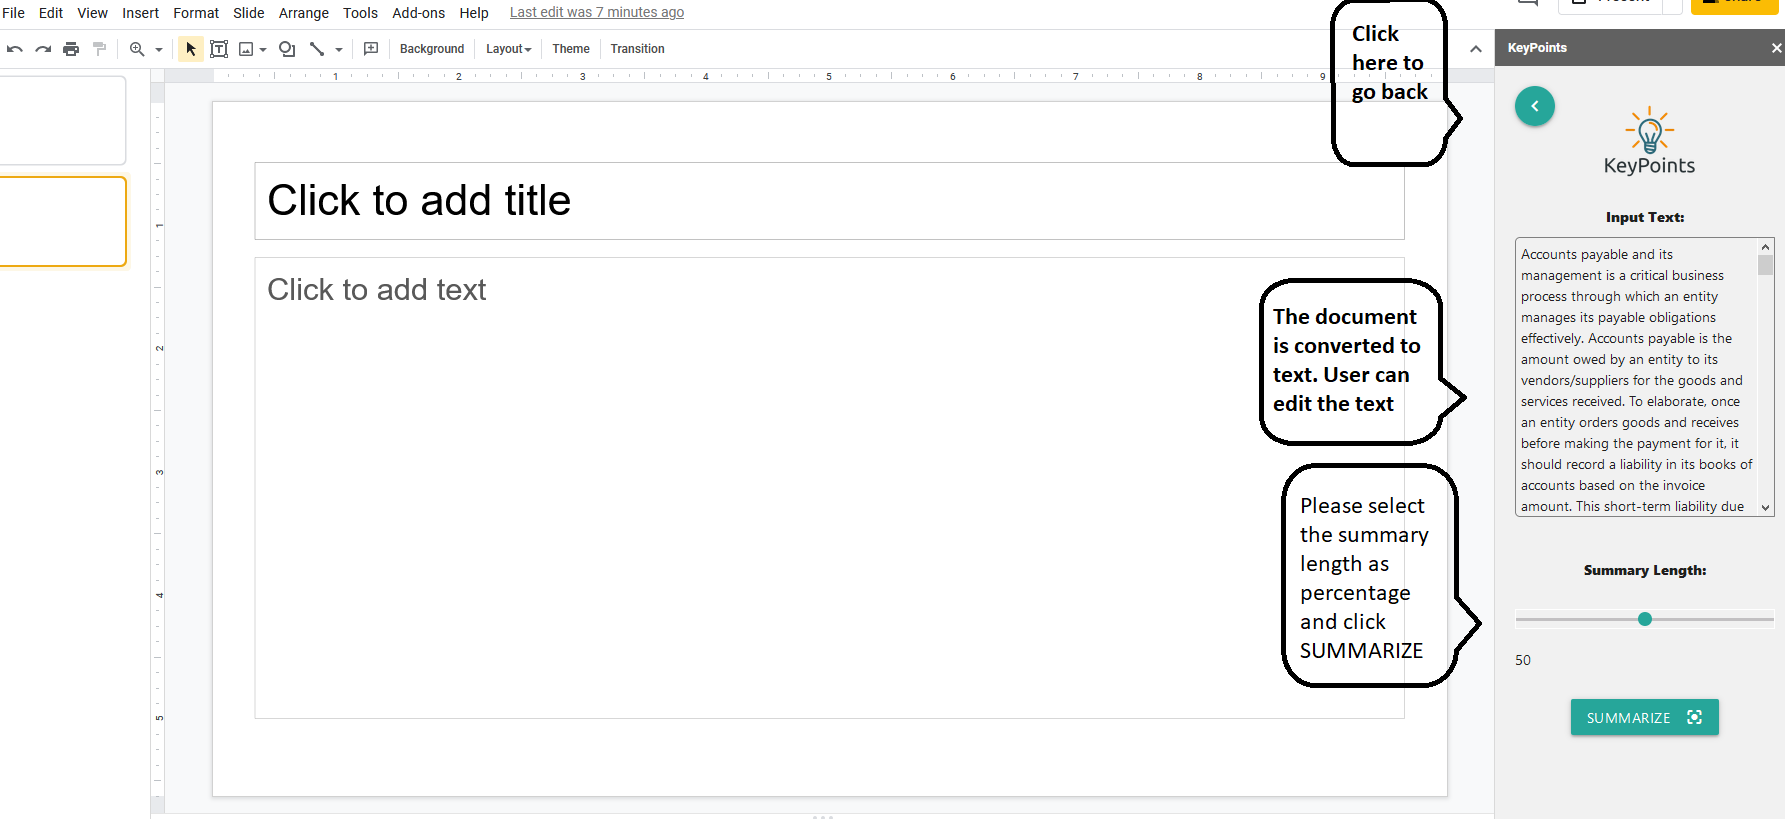 File Edit View Insert Format Slide Arrange Tools Add-ons Help Last edit was 7 minutes ago
Background Layout Theme Transition
1 2 3 4 5 6 7 8 9
1
2
3
4
5
Click to add title
Click to add text
Click
here to
go back
The document
is converted to
text. User can
edit the text
Please select
the summary
length as
percentage
and click
SUMMARIZE
KeyPoints
KeyPoints
Input Text:
Accounts payable and its
management is a critical business
process through which an entity
manages its payable obligations
effectively. Accounts payable is the
amount owed by an entity to its
vendors/suppliers for the goods and
services received. To elaborate, once
an entity orders goods and receives
before making the payment for it, it
should record a liability in its books of
accounts based on the invoice
amount. This short-term liability due
Summary Length:
50
SUMMARIZE